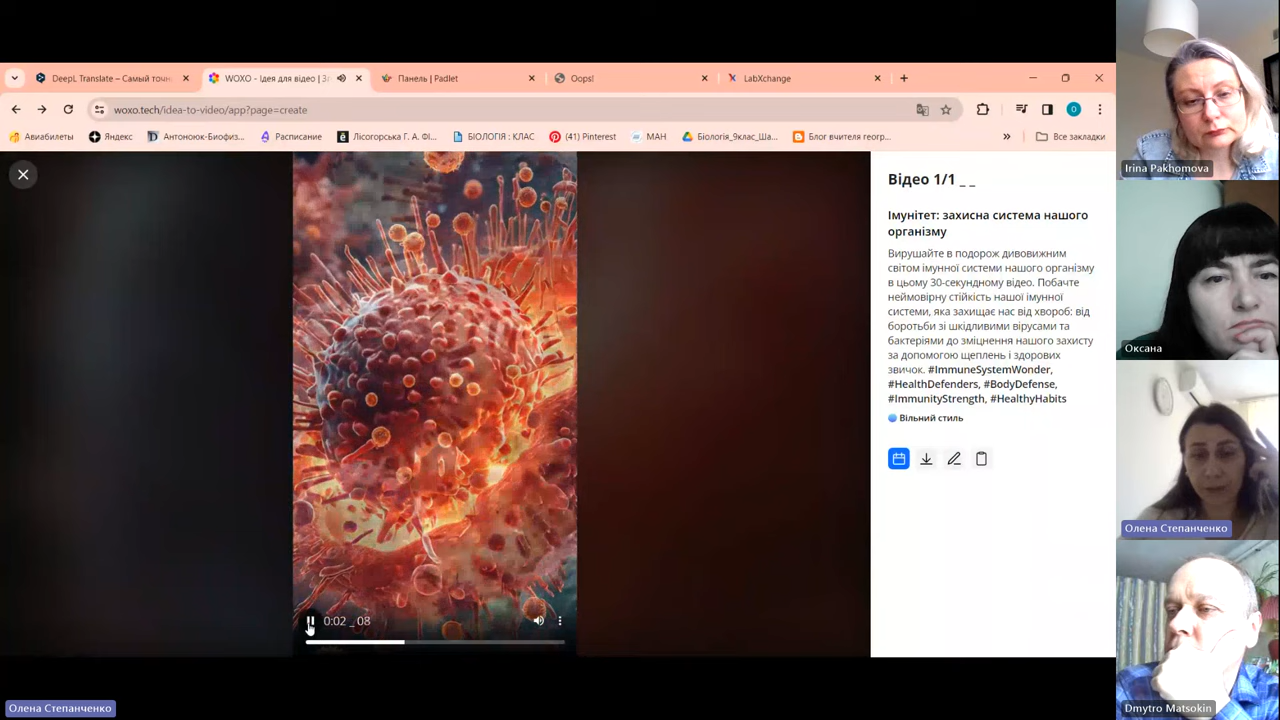 DeepL Translate – Самый точн
WOXO - Ідея для відео | Зі
Панель | Padlet
Oops!
LabXchange
woxo.tech/idea-to-video/app?page=create
Авиабилеты
Яндекс
Антоноюк-Биофиз...
Расписание
Лісогорська Г. А. Фі...
БІОЛОГІЯ : КЛАС
(41) Pinterest
МАН
Біологія_9клас_Ша...
Блог вчителя геогр...
Все закладки
Відео 1/1 _ _
Імунітет: захисна система нашого
організму
Вирушайте в подорож дивовижним
світом імунної системи нашого організму
в цьому 30-секундному відео. Побачте
неймовірну стійкість нашої імунної
системи, яка захищає нас від хвороб: від
боротьби зі шкідливими вірусами та
бактеріями до зміцнення нашого захисту
за допомогою щеплень і здорових
звичок. #ImmuneSystemWonder,
#HealthDefenders, #BodyDefense,
#ImmunityStrength, #HealthyHabits
Вільний стиль
0:02 _ 08
Irina Pakhomova
Оксана
Олена Степанченко
Dmytro Matsokin
Олена Степанченко